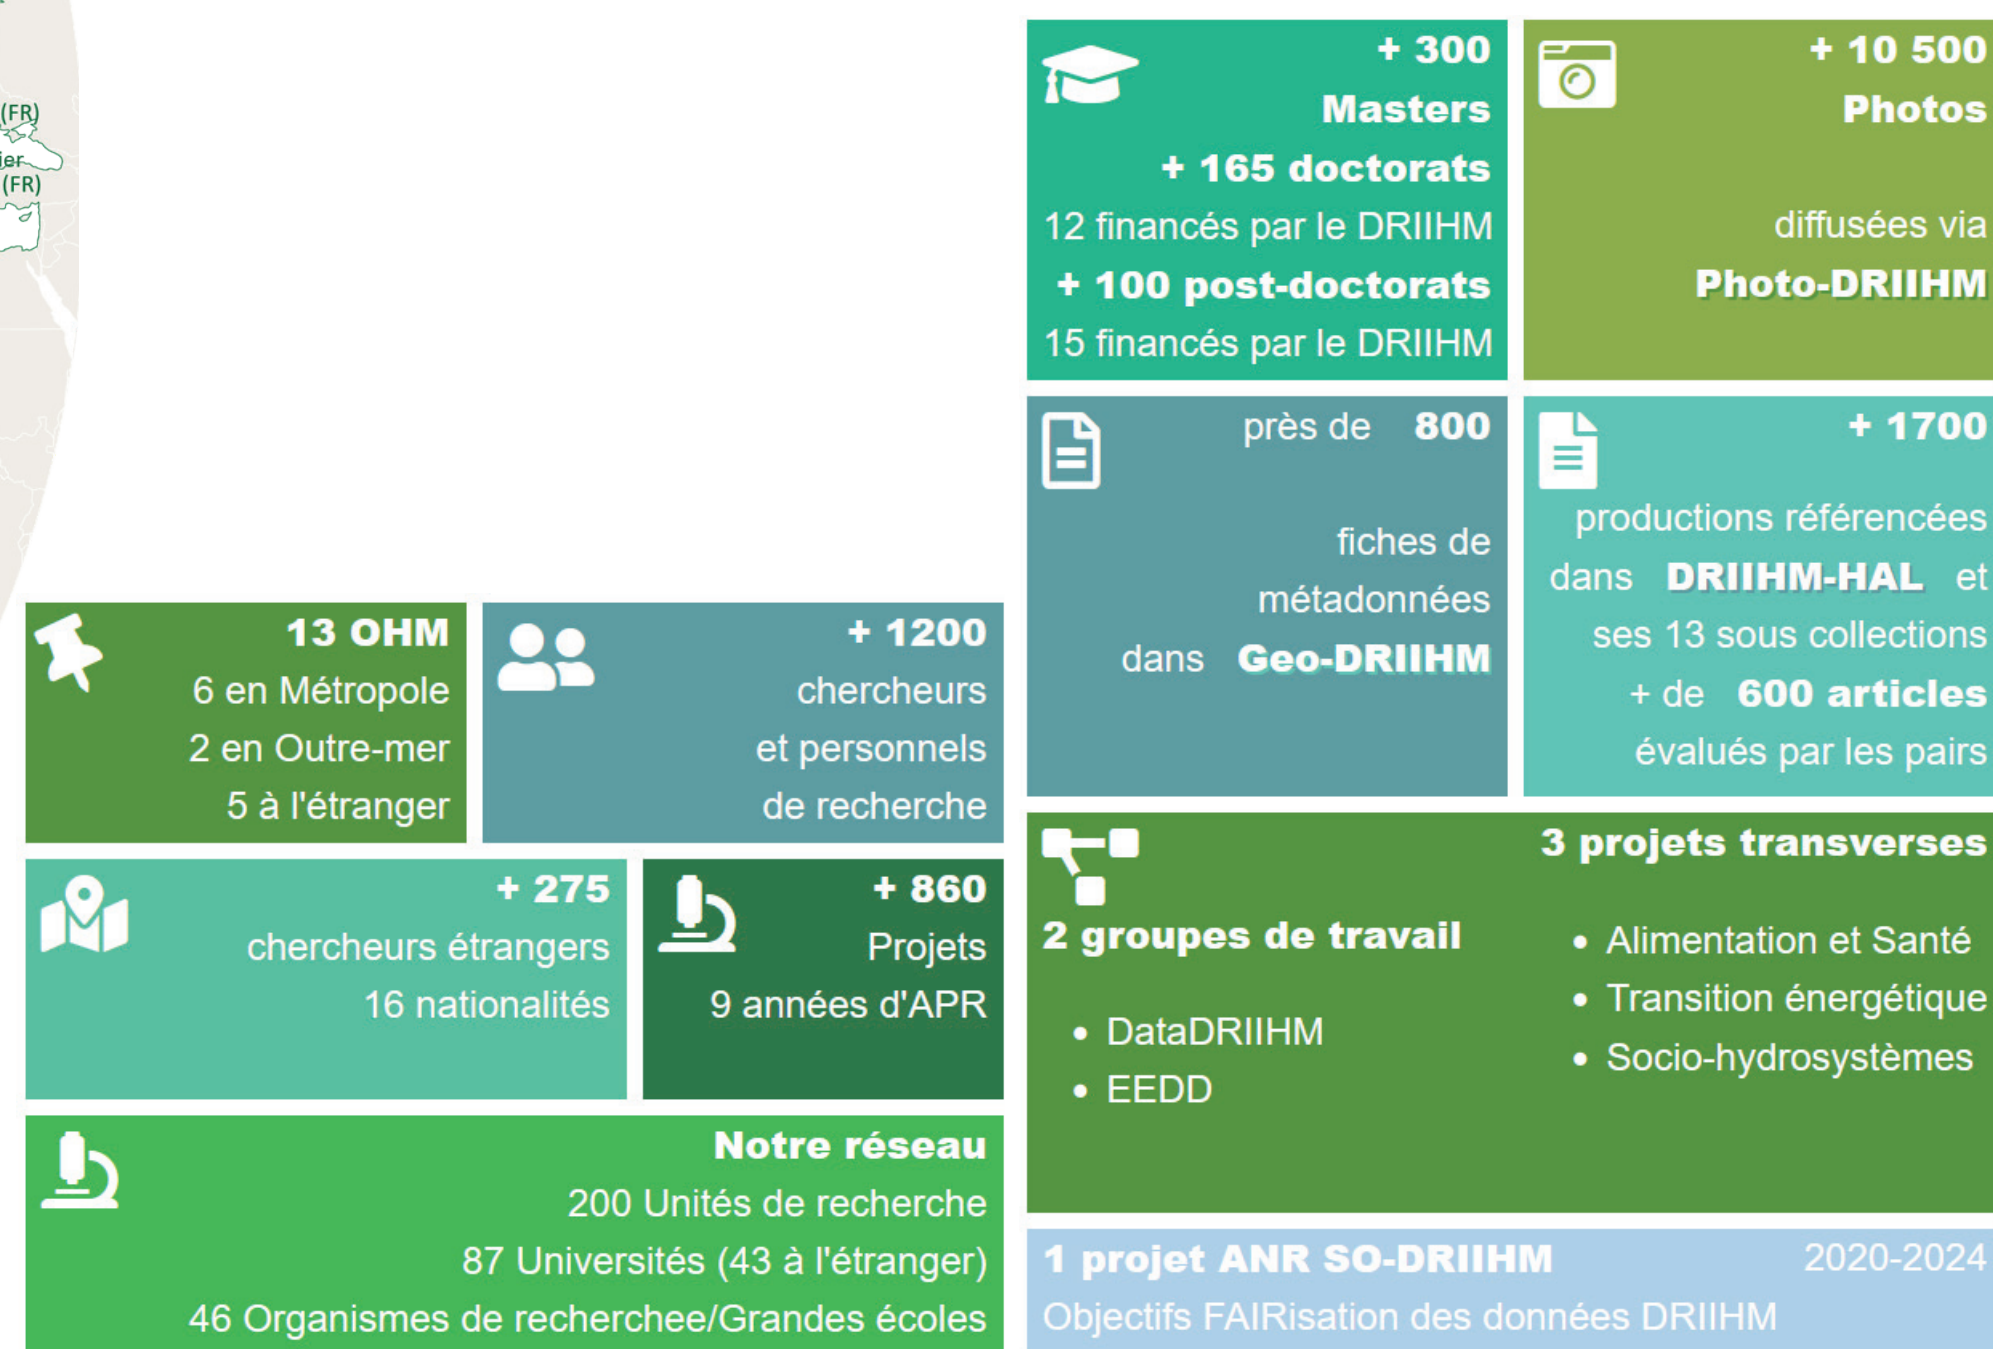 (FR)
ier
(FR)
13 OHM
6 en Métropole
2 en Outre-mer
5 à l'étranger
+ 1200
chercheurs
et personnels
de recherche
+ 275
chercheurs étrangers
16 nationalités
+ 860
Projets
9 années d'APR
Notre réseau
200 Unités de recherche
87 Universités (43 à l'étranger)
46 Organismes de recherchee/Grandes écoles
+ 300
Masters
+ 165 doctorats
12 financés par le DRIIHM
+ 100 post-doctorats
15 financés par le DRIIHM
+ 10 500
Photos
diffusées via
Photo-DRIIHM
près de 800
fiches de
métadonnées
dans Geo-DRIIHM
+ 1700
productions référencées
dans DRIIHM-HAL et
ses 13 sous collections
+ de 600 articles
évalués par les pairs
2 groupes de travail
• DataDRIIHM
• EEDD
3 projets transverses
• Alimentation et Santé
• Transition énergétique
• Socio-hydrosystèmes
1 projet ANR SO-DRIIHM 2020-2024
Objectifs FAIRisation des données DRIIHM